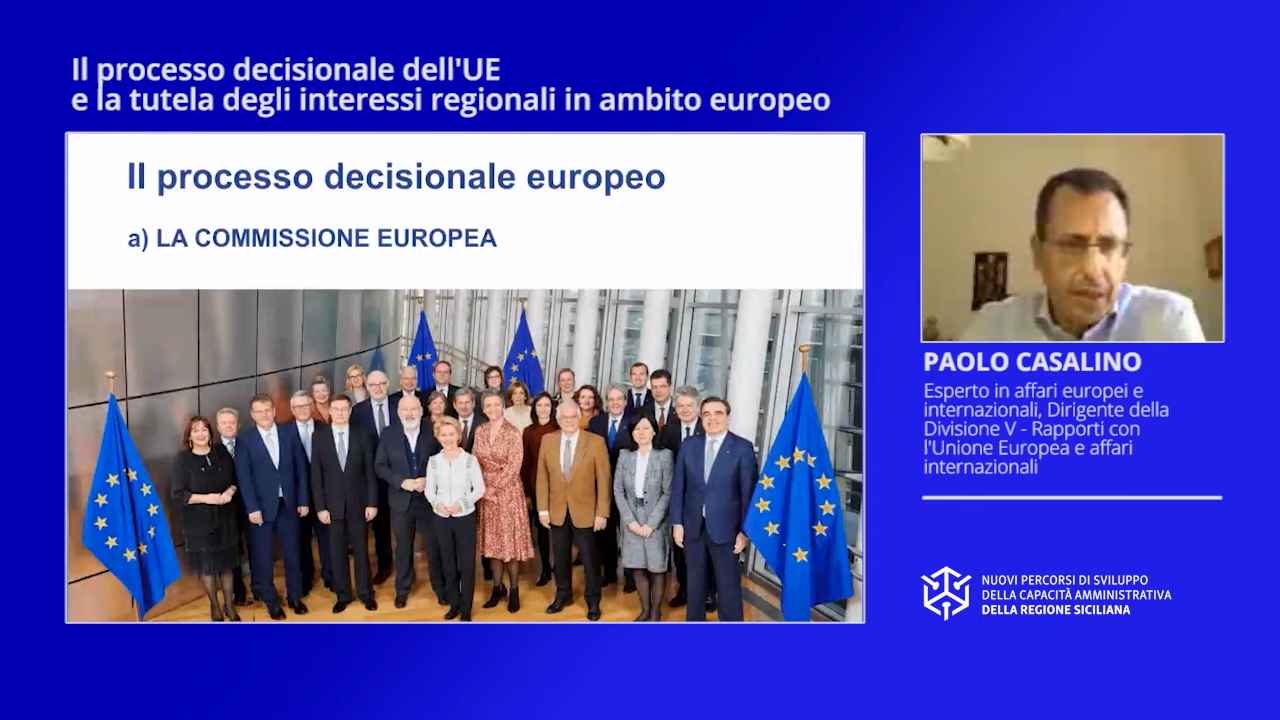 Il processo decisionale dell'UE
e la tutela degli interessi regionali in ambito europeo
Il processo decisionale europeo
a) LA COMMISSIONE EUROPEA
PAOLO CASALINO
Esperto in affari europei e
internazionali, Dirigente della
Divisione V - Rapporti con
l'Unione Europea e affari
internazionali
NUOVI PERCORSI DI SVILUPPO
DELLA CAPACITÀ AMMINISTRATIVA
DELLA REGIONE SICILIANA